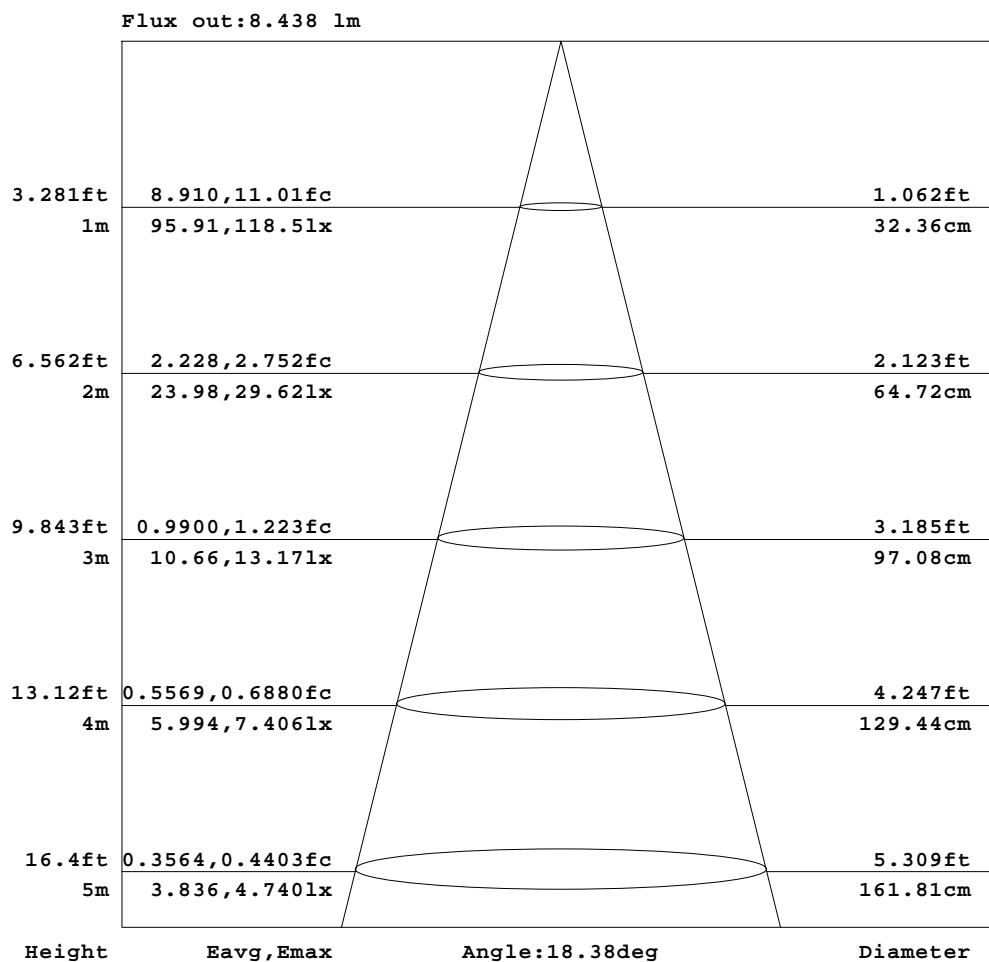 Flux out:8.438 lm
3.281ft 8.910,11.01fc 1.062ft
1m 95.91,118.5lx 32.36cm
6.562ft 2.228,2.752fc 2.123ft
2m 23.98,29.62lx 64.72cm
9.843ft 0.9900,1.223fc 3.185ft
3m 10.66,13.17lx 97.08cm
13.12ft 0.5569,0.6880fc 4.247ft
4m 5.994,7.406lx 129.44cm
16.4ft 0.3564,0.4403fc 5.309ft
5m 3.836,4.740lx 161.81cm
Height Eavg,Emax Angle:18.38deg Diameter